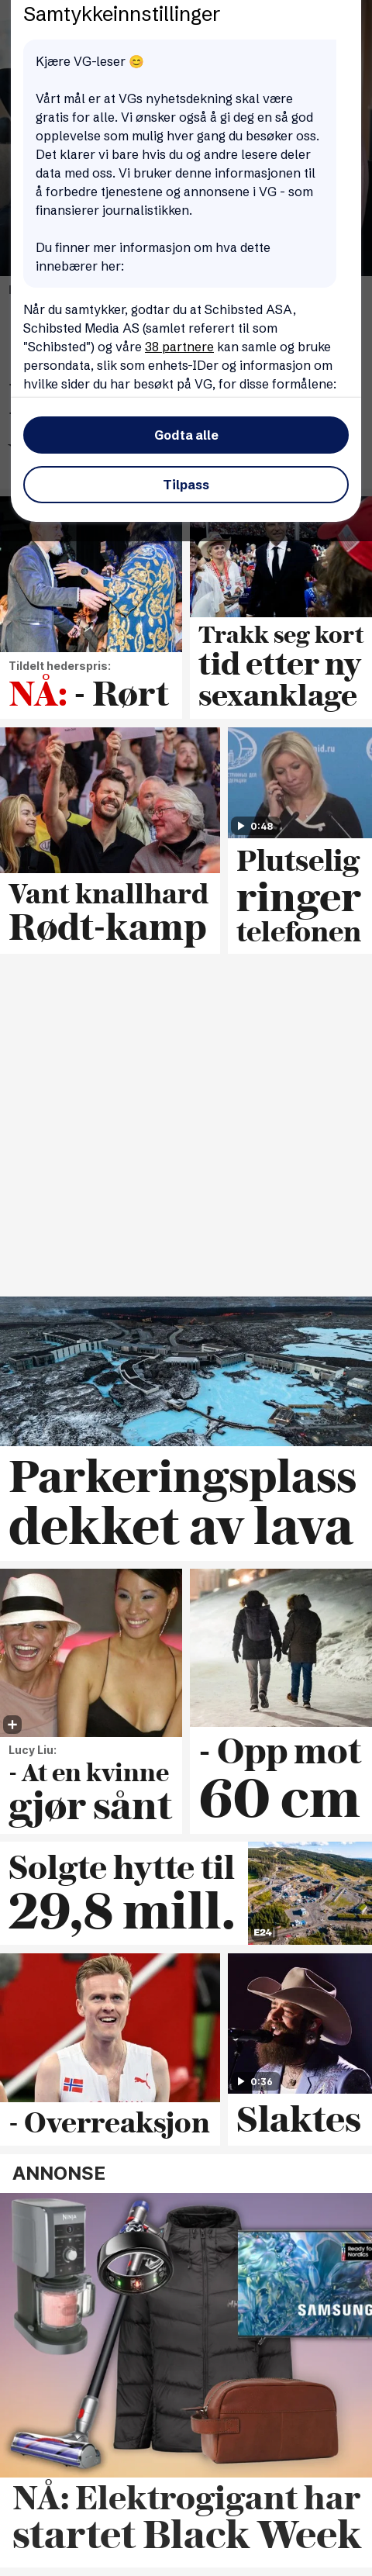 Samtykkeinnstillinger
Kjære VG-leser 😊
Vårt mål er at VGs nyhetsdekning skal være
gratis for alle. Vi ønsker også å gi deg en så god
opplevelse som mulig hver gang du besøker oss.
Det klarer vi bare hvis du og andre lesere deler
data med oss. Vi bruker denne informasjonen til
å forbedre tjenestene og annonsene i VG - som
finansierer journalistikken.
Du finner mer informasjon om hva dette
innebærer her:
Når du samtykker, godtar du at Schibsted ASA,
Schibsted Media AS (samlet referert til som
"Schibsted") og våre 38 partnere kan samle og bruke
persondata, slik som enhets-IDer og informasjon om
hvilke sider du har besøkt på VG, for disse formålene:
Godta alle
Tilpass
Tildelt hederspris:
NÅ: - Rørt
Trakk seg kort
tid etter ny
sexanklage
Vant knallhard
Rødt-kamp
0:48
Plutselig
ringer
telefonen
Parkeringsplass
dekket av lava
Lucy Liu:
- At en kvinne
gjør sånt
- Opp mot
60 cm
Solgte hytte til
29,8 mill.
E24
- Overreaksjon
0:36
Slaktes
ANNONSE
Ninja
Ready for
Nordics
SAMSUNG
NÅ: Elektrogigant har
startet Black Week